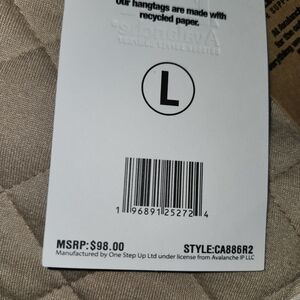 Our hangtags are made with
recycled paper.
Avalanche
L
1 96891 25272 4
MSRP:$98.00 STYLE:CA886R2
Manufactured by One Step Up Ltd under license from Avalanche IP LLC